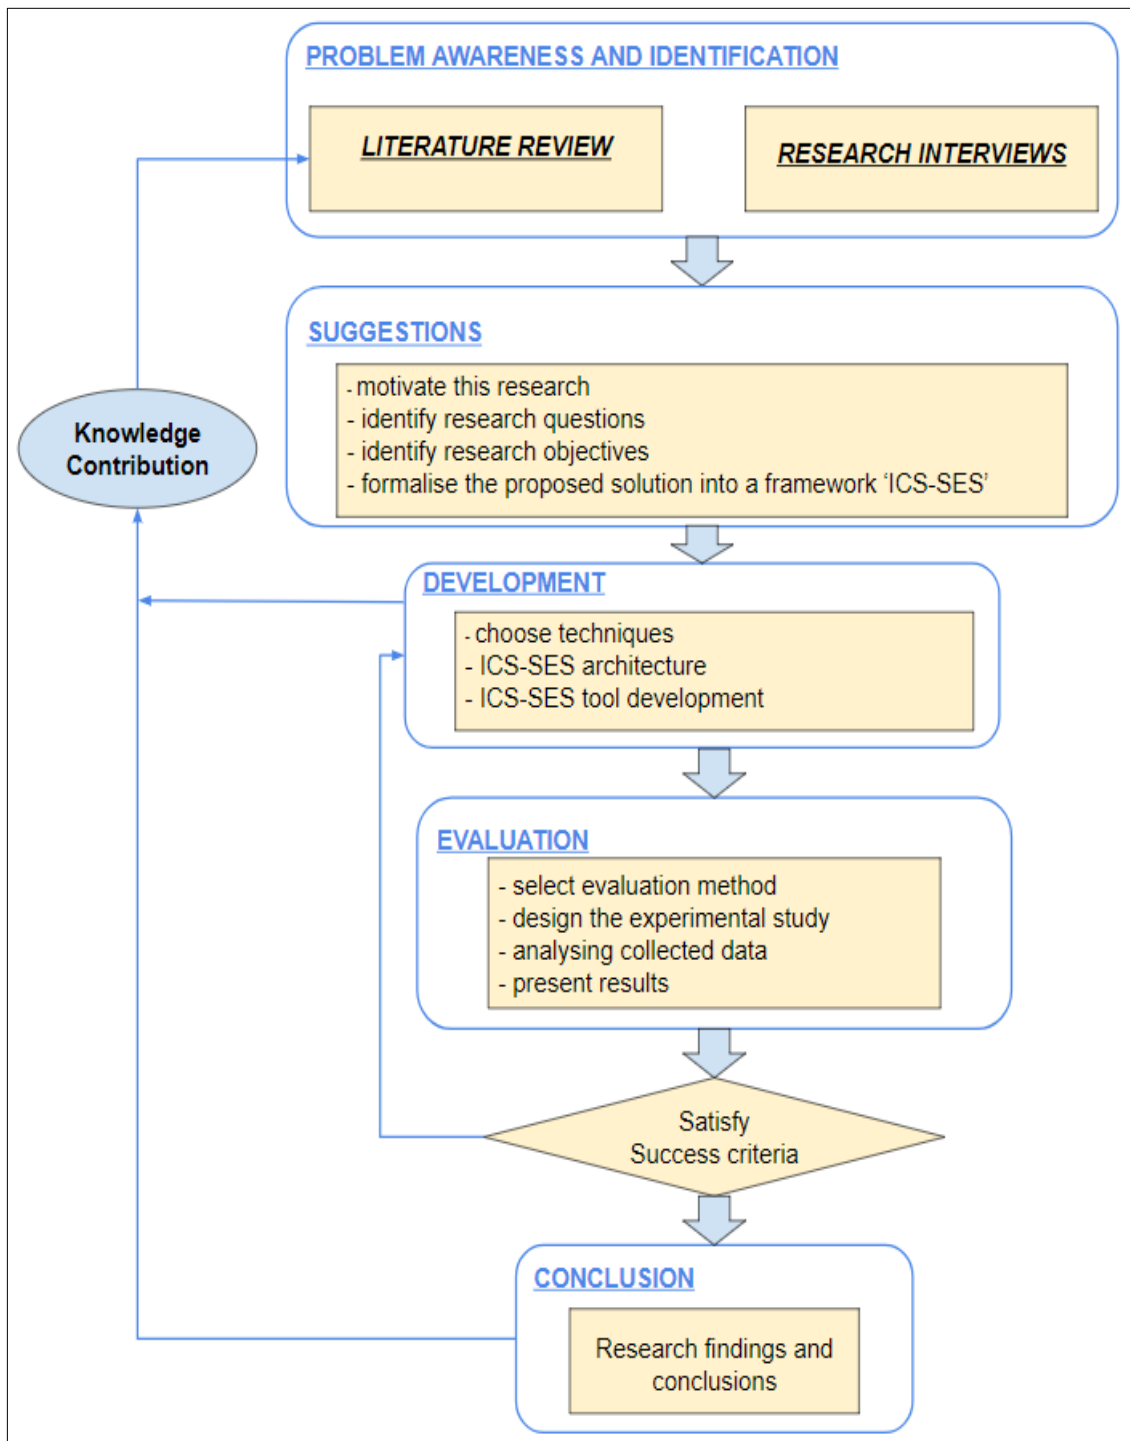 PROBLEM AWARENESS AND IDENTIFICATION
LITERATURE REVIEW
RESEARCH INTERVIEWS
SUGGESTIONS
- motivate this research
- identify research questions
- identify research objectives
- formalise the proposed solution into a framework ‘ICS-SES’
Knowledge
Contribution
DEVELOPMENT
- choose techniques
- ICS-SES architecture
- ICS-SES tool development
EVALUATION
- select evaluation method
- design the experimental study
- analysing collected data
- present results
Satisfy
Success criteria
CONCLUSION
Research findings and
conclusions